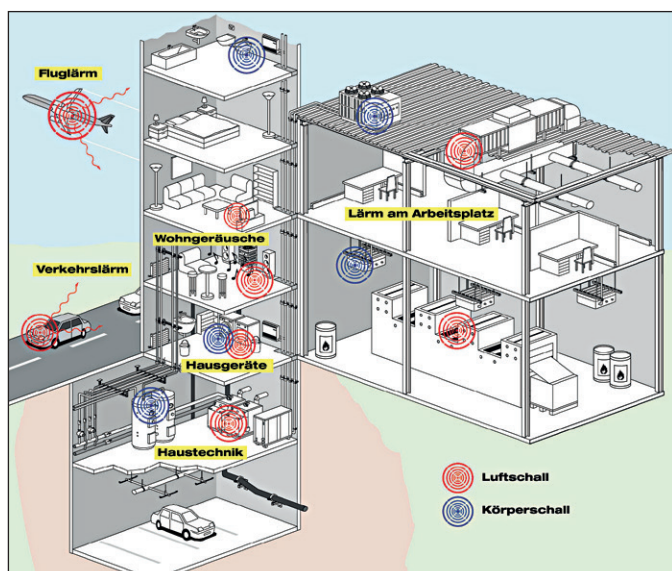 Fluglärm
Wohngeräusche
Lärm am Arbeitsplatz
Verkehrslärm
Hausgeräte
Haustechnik
Luftschall
Körperschall